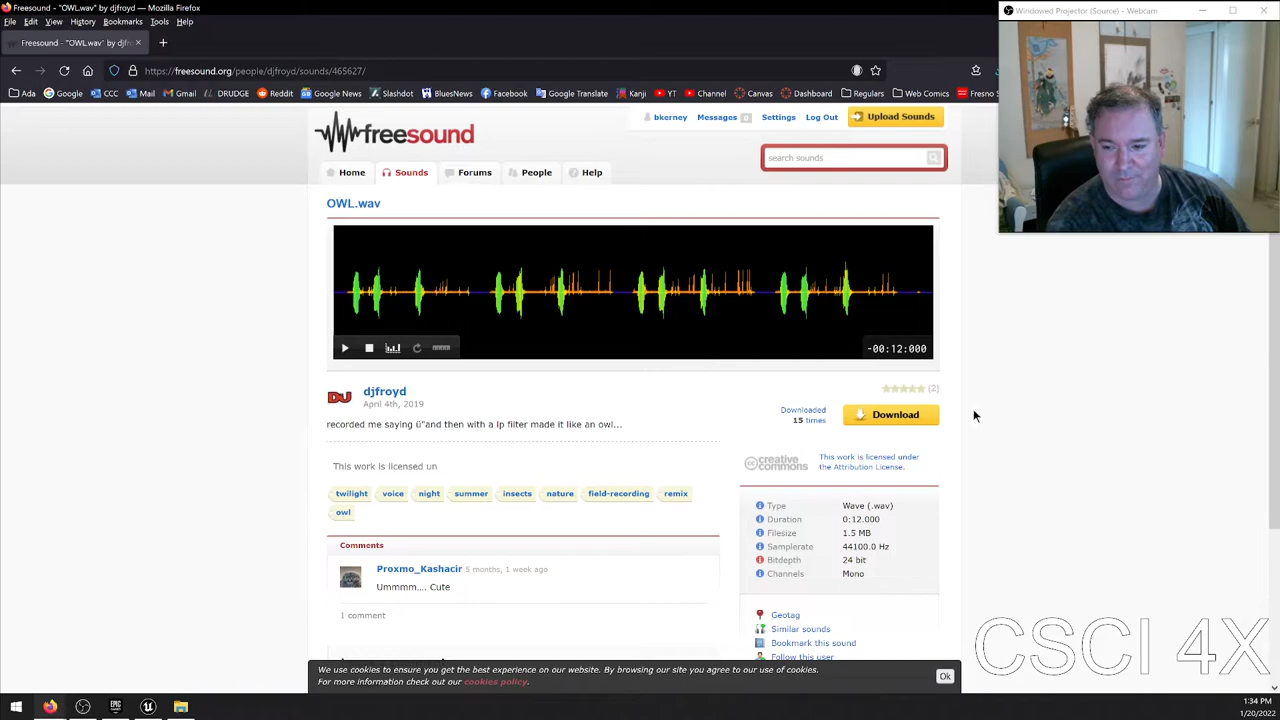 Freesound - "OWL.wav" by djfroyd — Mozilla Firefox
File Edit View History Bookmarks Tools Help
Windowed Projector (Source) - Webcam
Freesound - "OWL.wav" by djfr
https://freesound.org/people/djfroyd/sounds/465627/
Ada Google CCC Mail Gmail DRUDGE Reddit GOOGLE Slashdot BluesNews Facebook Google Translate Kanji YT Channel Canvas Dashboard Regulars Web Comics Fresno S
freesound
bkerney Messages 0 Settings Log Out Upload Sounds
search sounds
Home Sounds Forums People Help
OWL.wav
-00:12:000
DJ djfroyd
April 4th, 2019
(2)
Downloaded
15 times
Download
recorded me saying ü"and then with a lp filter made it like an owl...
cc creative commons
This work is licensed under
the Attribution License.
This work is licensed un
twilight voice night summer insects nature field-recording remix
owl
Type Wave (.wav)
Duration 0:12.000
Filesize 1.5 MB
Samplerate 44100.0 Hz
Bitdepth 24 bit
Channels Mono
Comments
Proxmo_Kashacir 5 months, 1 week ago
Ummmm.... Cute
1 comment
Geotag
Similar sounds
Bookmark this sound
Follow this user
We use cookies to ensure you get the best experience on our website. By browsing our site you agree to our use of cookies.
For more information check out our cookies policy.
Ok
CSCI 4X
1:34 PM
1/20/2022